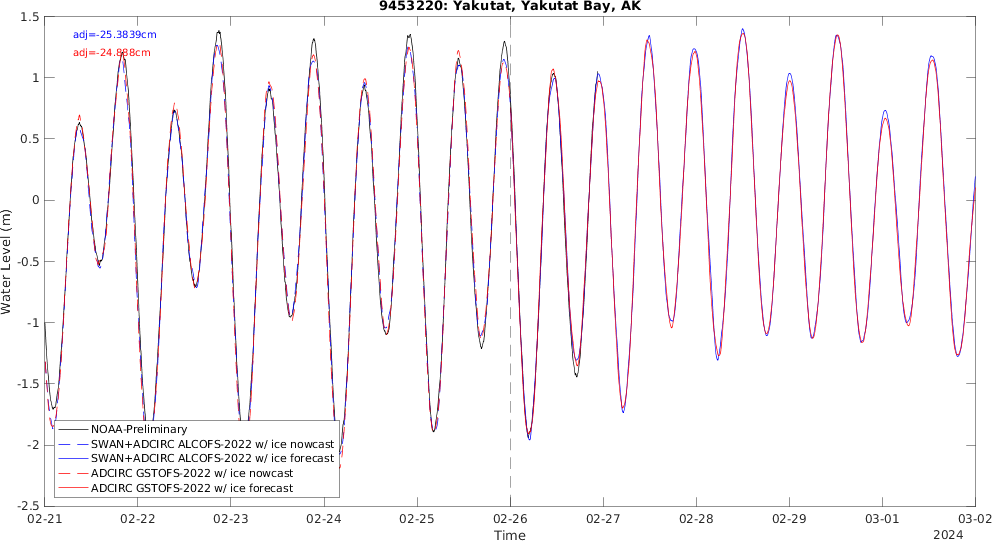 9453220: Yakutat, Yakutat Bay, AK
adj=-25.3839cm
adj=-24.838cm
1.5
1
0.5
0
-0.5
-1
-1.5
-2
-2.5
Water Level (m)
NOAA-Preliminary
SWAN+ADCIRC ALCOFS-2022 w/ ice nowcast
SWAN+ADCIRC ALCOFS-2022 w/ ice forecast
ADCIRC GSTOFS-2022 w/ ice nowcast
ADCIRC GSTOFS-2022 w/ ice forecast
02-21 02-22 02-23 02-24 02-25 02-26 02-27 02-28 02-29 03-01 03-02
Time
2024